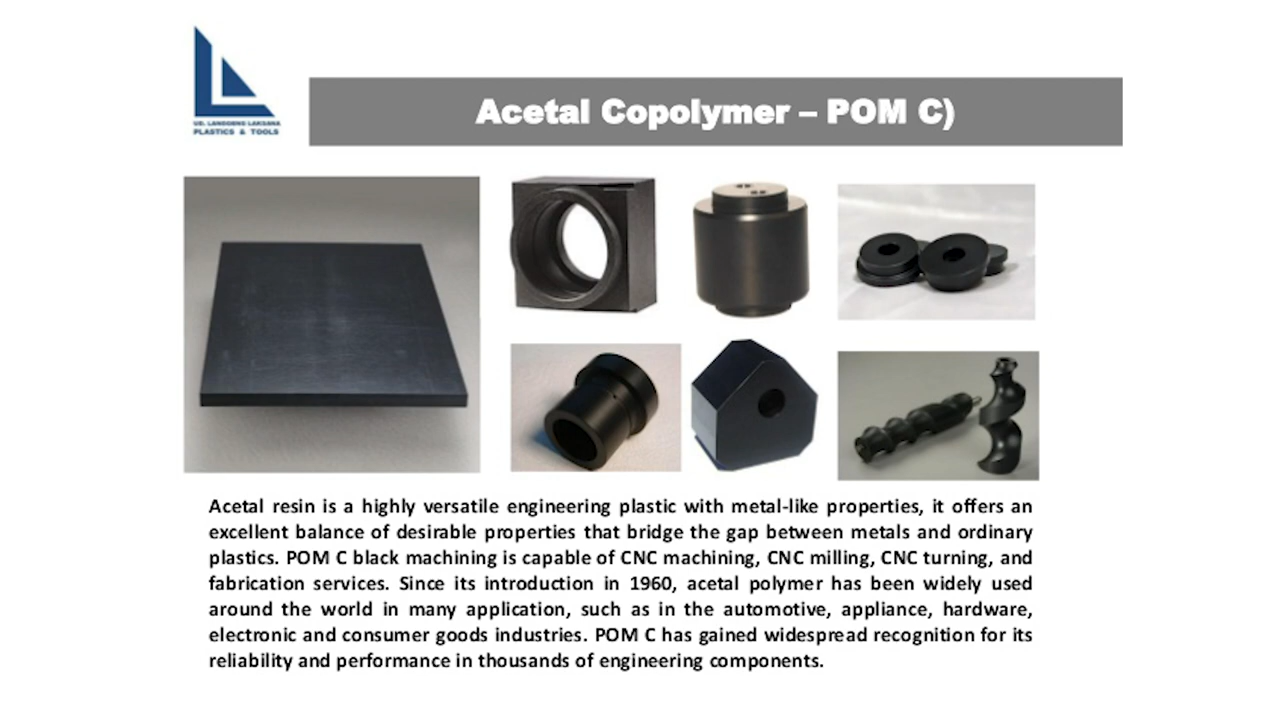 UD. LANGGENG LAKSANA
PLASTICS & TOOLS
Acetal Copolymer – POM C)
Acetal resin is a highly versatile engineering plastic with metal-like properties, it offers an
excellent balance of desirable properties that bridge the gap between metals and ordinary
plastics. POM C black machining is capable of CNC machining, CNC milling, CNC turning, and
fabrication services. Since its introduction in 1960, acetal polymer has been widely used
around the world in many application, such as in the automotive, appliance, hardware,
electronic and consumer goods industries. POM C has gained widespread recognition for its
reliability and performance in thousands of engineering components.